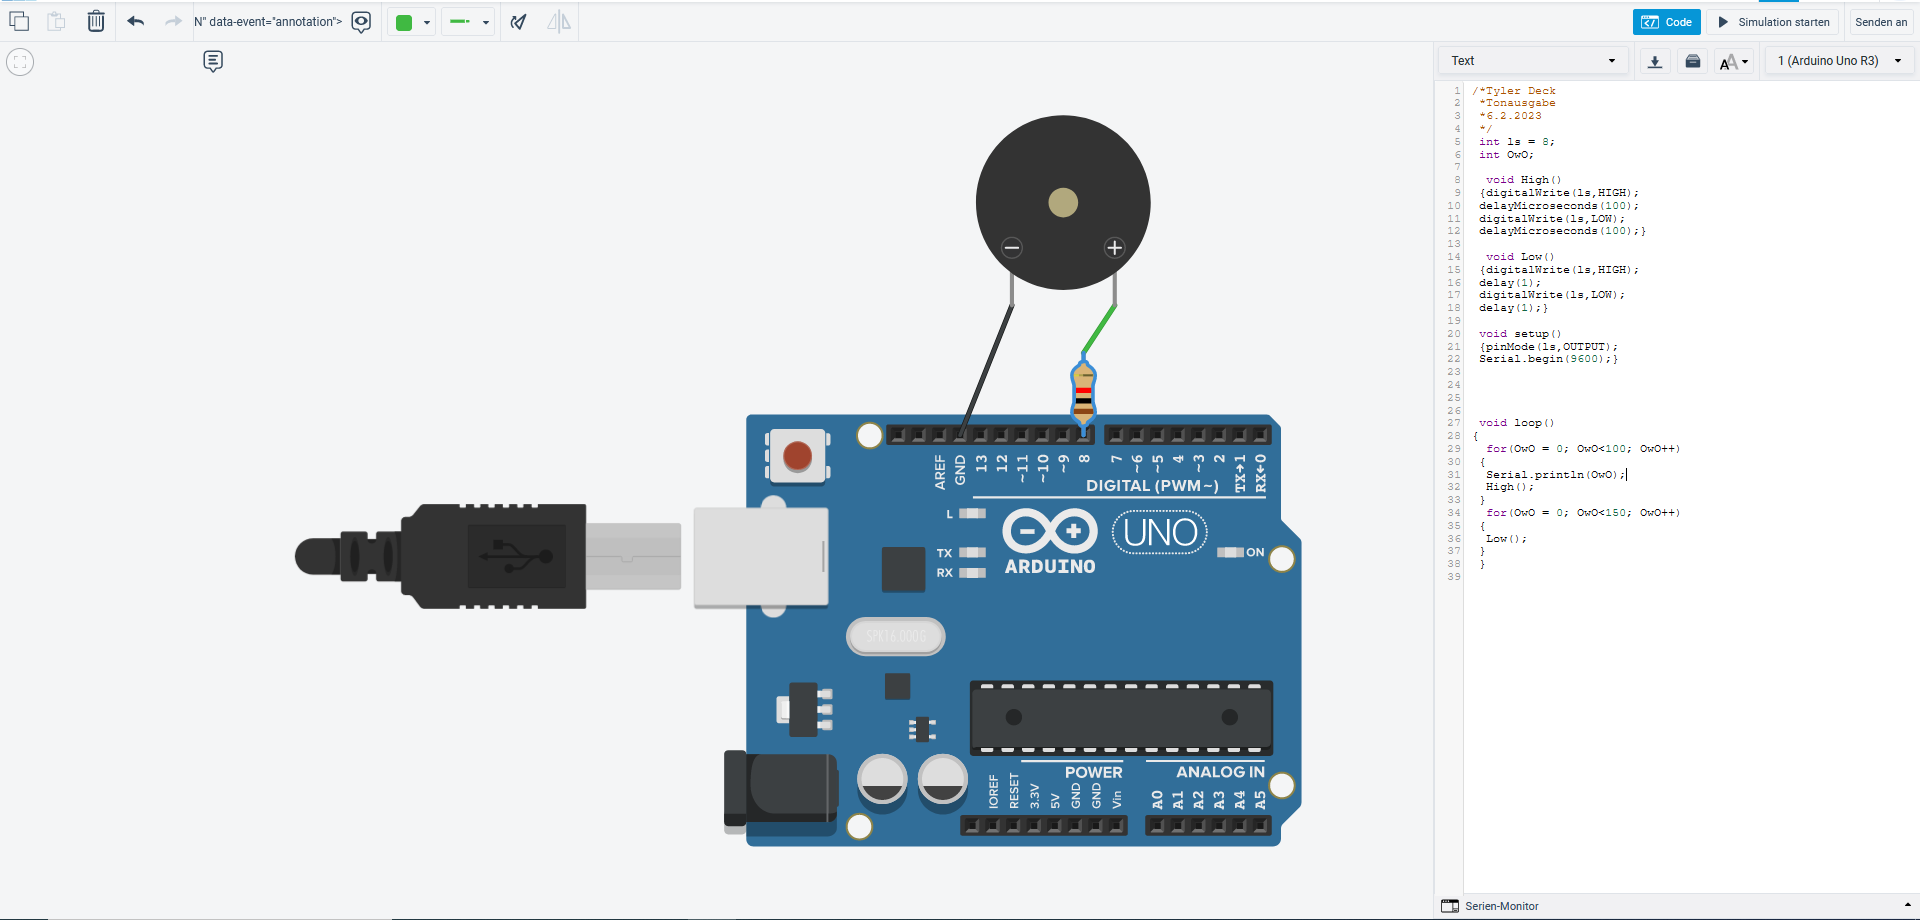 N" data-event="annotation">
Code
Simulation starten
Senden an
Text
1 (Arduino Uno R3)
1 /*Tyler Deck
2 *Tonausgabe
3 *6.2.2023
4 */
5 int ls = 8;
6 int OwO;
7
8 void High()
9 {digitalWrite(ls,HIGH);
10 delayMicroseconds(100);
11 digitalWrite(ls,LOW);
12 delayMicroseconds(100);}
13
14 void Low()
15 {digitalWrite(ls,HIGH);
16 delay(1);
17 digitalWrite(ls,LOW);
18 delay(1);}
19
20 void setup()
21 {pinMode(ls,OUTPUT);
22 Serial.begin(9600);}
23
24
25
26
27 void loop()
28 {
29 for(OwO = 0; OwO<100; OwO++)
30 {
31 Serial.println(OwO);
32 High();
33 }
34 for(OwO = 0; OwO<150; OwO++)
35 {
36 Low();
37 }
38 }
39
Serien-Monitor
AREF
GND
13
12
~11
~10
~9
8
7
~6
~5
4
~3
2
TX→1
RX←0
DIGITAL (PWM~)
L
TX
RX
UNO
ON
ARDUINO
SPK16.000G
POWER
ANALOG IN
IOREF
RESET
3.3V
5V
GND
GND
Vin
A0
A1
A2
A3
A4
A5